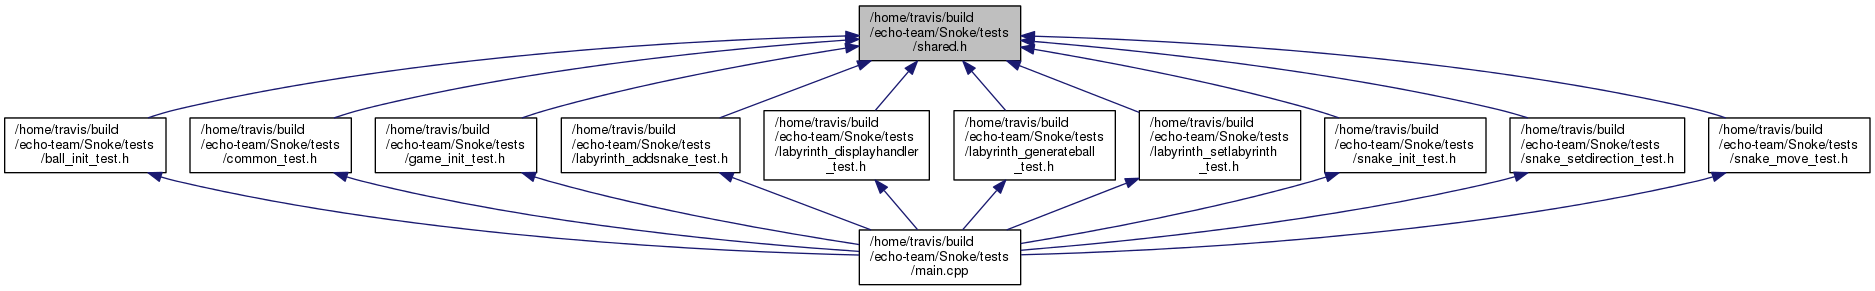 /home/travis/build
/echo-team/Snoke/tests
/shared.h
/home/travis/build
/echo-team/Snoke/tests
/ball_init_test.h
/home/travis/build
/echo-team/Snoke/tests
/common_test.h
/home/travis/build
/echo-team/Snoke/tests
/game_init_test.h
/home/travis/build
/echo-team/Snoke/tests
/labyrinth_addsnake_test.h
/home/travis/build
/echo-team/Snoke/tests
/labyrinth_displayhandler
_test.h
/home/travis/build
/echo-team/Snoke/tests
/labyrinth_generateball
_test.h
/home/travis/build
/echo-team/Snoke/tests
/labyrinth_setlabyrinth
_test.h
/home/travis/build
/echo-team/Snoke/tests
/snake_init_test.h
/home/travis/build
/echo-team/Snoke/tests
/snake_setdirection_test.h
/home/travis/build
/echo-team/Snoke/tests
/snake_move_test.h
/home/travis/build
/echo-team/Snoke/tests
/main.cpp